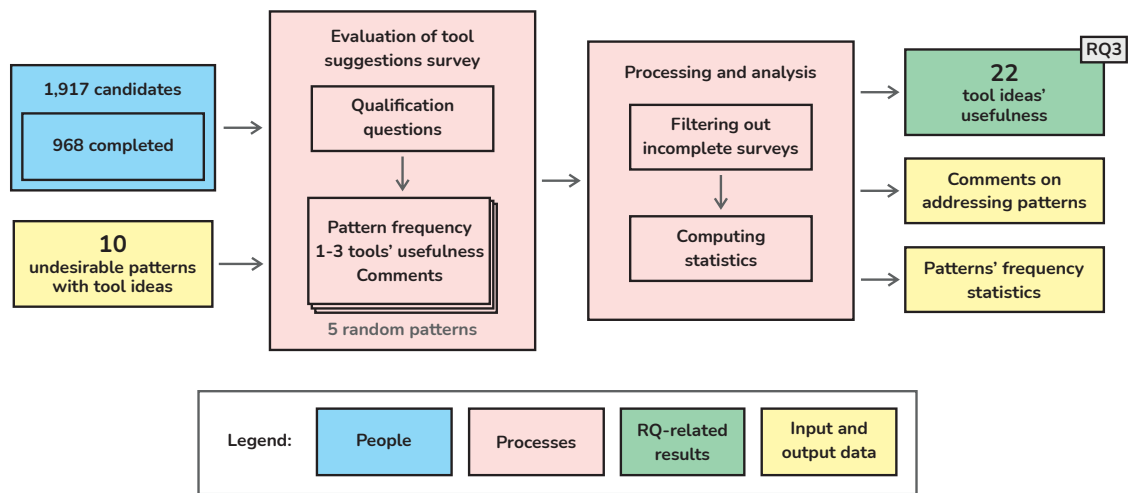 1,917 candidates
968 completed
10
undesirable patterns
with tool ideas
Evaluation of tool
suggestions survey
Qualification
questions
Pattern frequency
1-3 tools’ usefulness
Comments
5 random patterns
Processing and analysis
Filtering out
incomplete surveys
Computing
statistics
RQ3
22
tool ideas’
usefulness
Comments on
addressing patterns
Patterns’ frequency
statistics
Legend:
People
Processes
RQ-related
results
Input and
output data